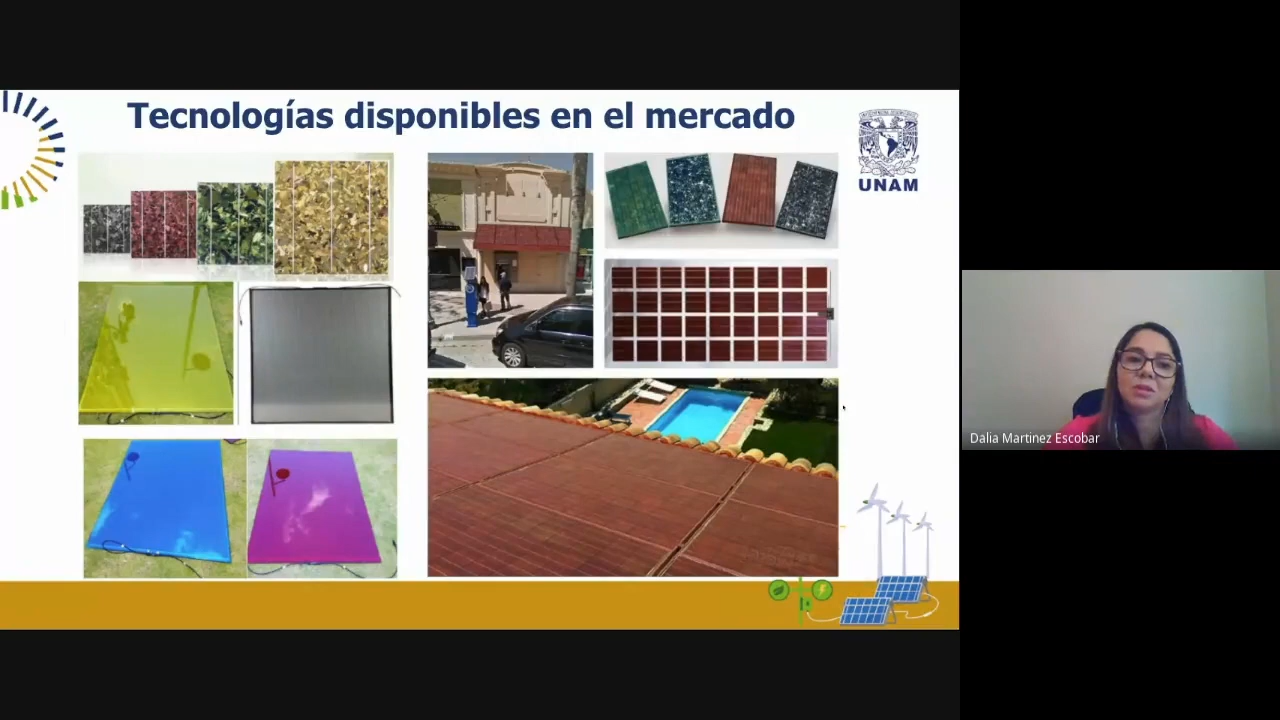 Tecnologías disponibles en el mercado
UNAM
Dalia Martinez Escobar